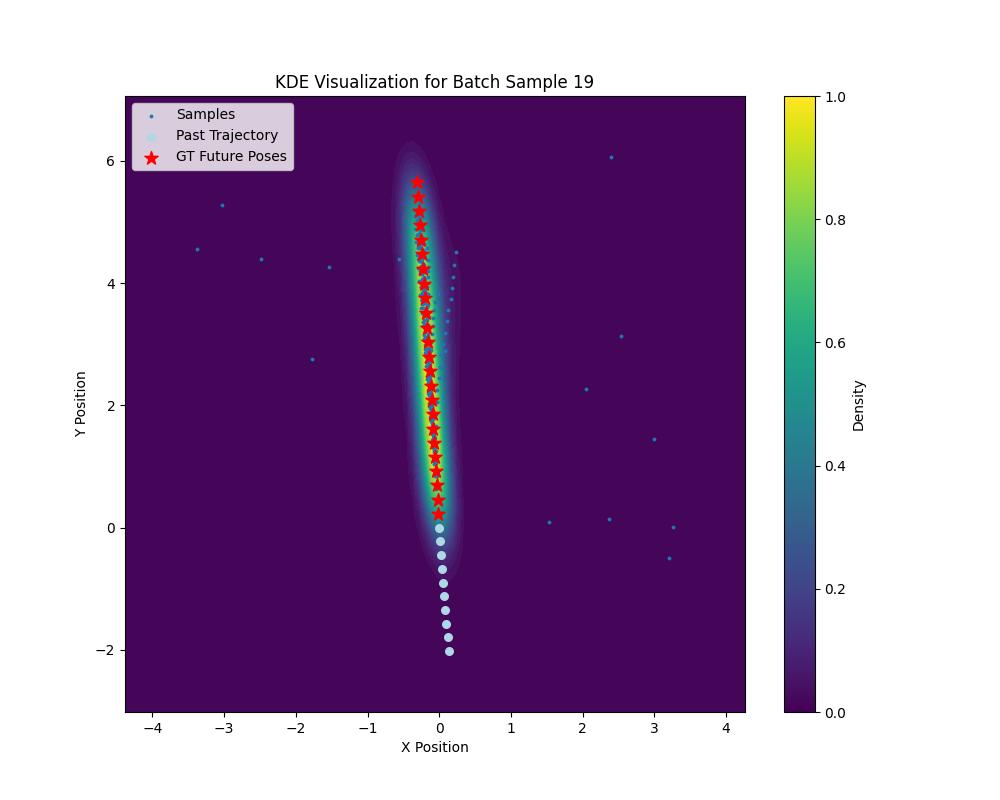 KDE Visualization for Batch Sample 19
Samples
Past Trajectory
GT Future Poses
6
4
2
0
−2
Y Position
−4
−3
−2
−1
0
1
2
3
4
X Position
1.0
0.8
0.6
0.4
0.2
0.0
Density